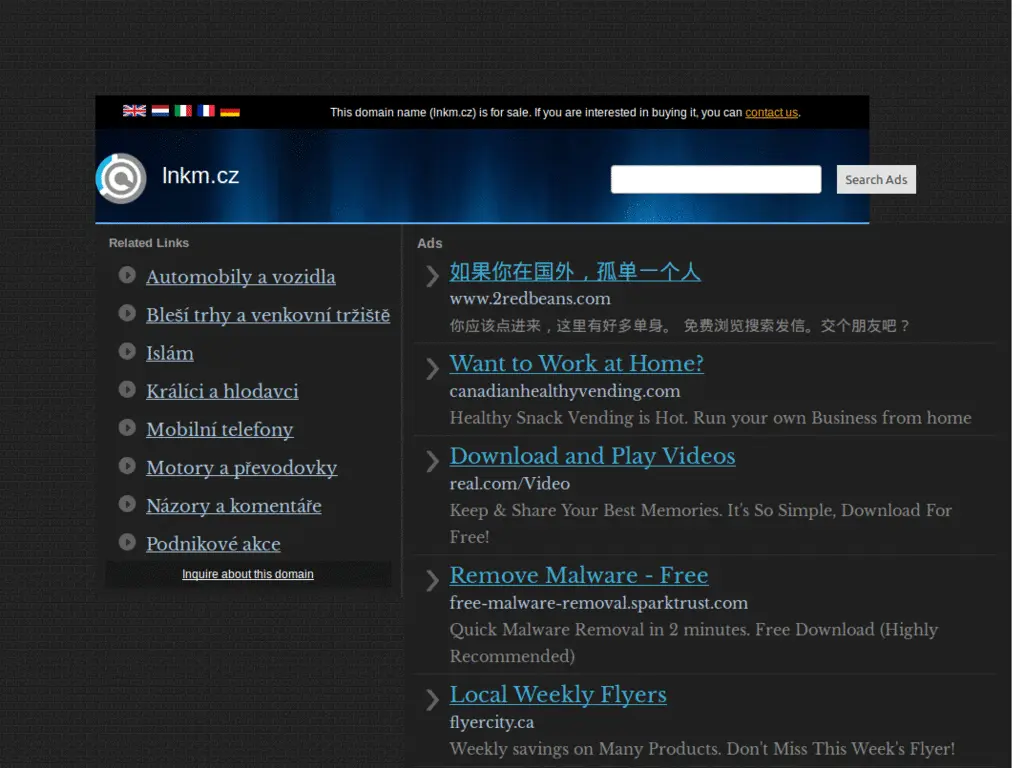 This domain name (lnkm.cz) is for sale. If you are interested in buying it, you can contact us.
lnkm.cz
Search Ads
Related Links
Automobily a vozidla
Bleší trhy a venkovní tržiště
Islám
Králíci a hlodavci
Mobilní telefony
Motory a převodovky
Názory a komentáře
Podnikové akce
Inquire about this domain
Ads
如果你在国外，孤单一个人
www.2redbeans.com
你应该点进来，这里有好多单身。 免费浏览搜索发信。交个朋友吧？
Want to Work at Home?
canadianhealthyvending.com
Healthy Snack Vending is Hot. Run your own Business from home
Download and Play Videos
real.com/Video
Keep & Share Your Best Memories. It's So Simple, Download For
Free!
Remove Malware - Free
free-malware-removal.sparktrust.com
Quick Malware Removal in 2 minutes. Free Download (Highly
Recommended)
Local Weekly Flyers
flyercity.ca
Weekly savings on Many Products. Don't Miss This Week's Flyer!